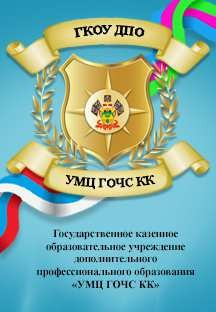 ГКОУ ДПО
УМЦ ГОЧС КК
Государственное казенное
образовательное учреждение
дополнительного
профессионального образования
«УМЦ ГОЧС КК»